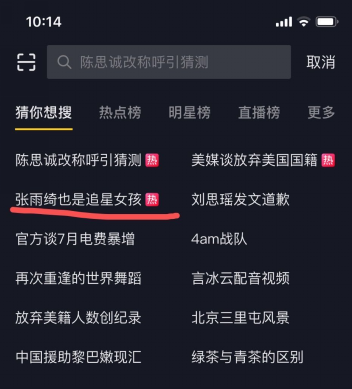 10:14
陈思诚改称呼引猜测 取消
猜你想搜 热点榜 明星榜 直播榜 更多
陈思诚改称呼引猜测 热 美媒谈放弃美国国籍 热
张雨绮也是追星女孩 热 刘思瑶发文道歉
官方谈7月电费暴增 4am战队
再次重逢的世界舞蹈 言冰云配音视频
放弃美籍人数创纪录 北京三里屯风景
中国援助黎巴嫩现汇 绿茶与青茶的区别